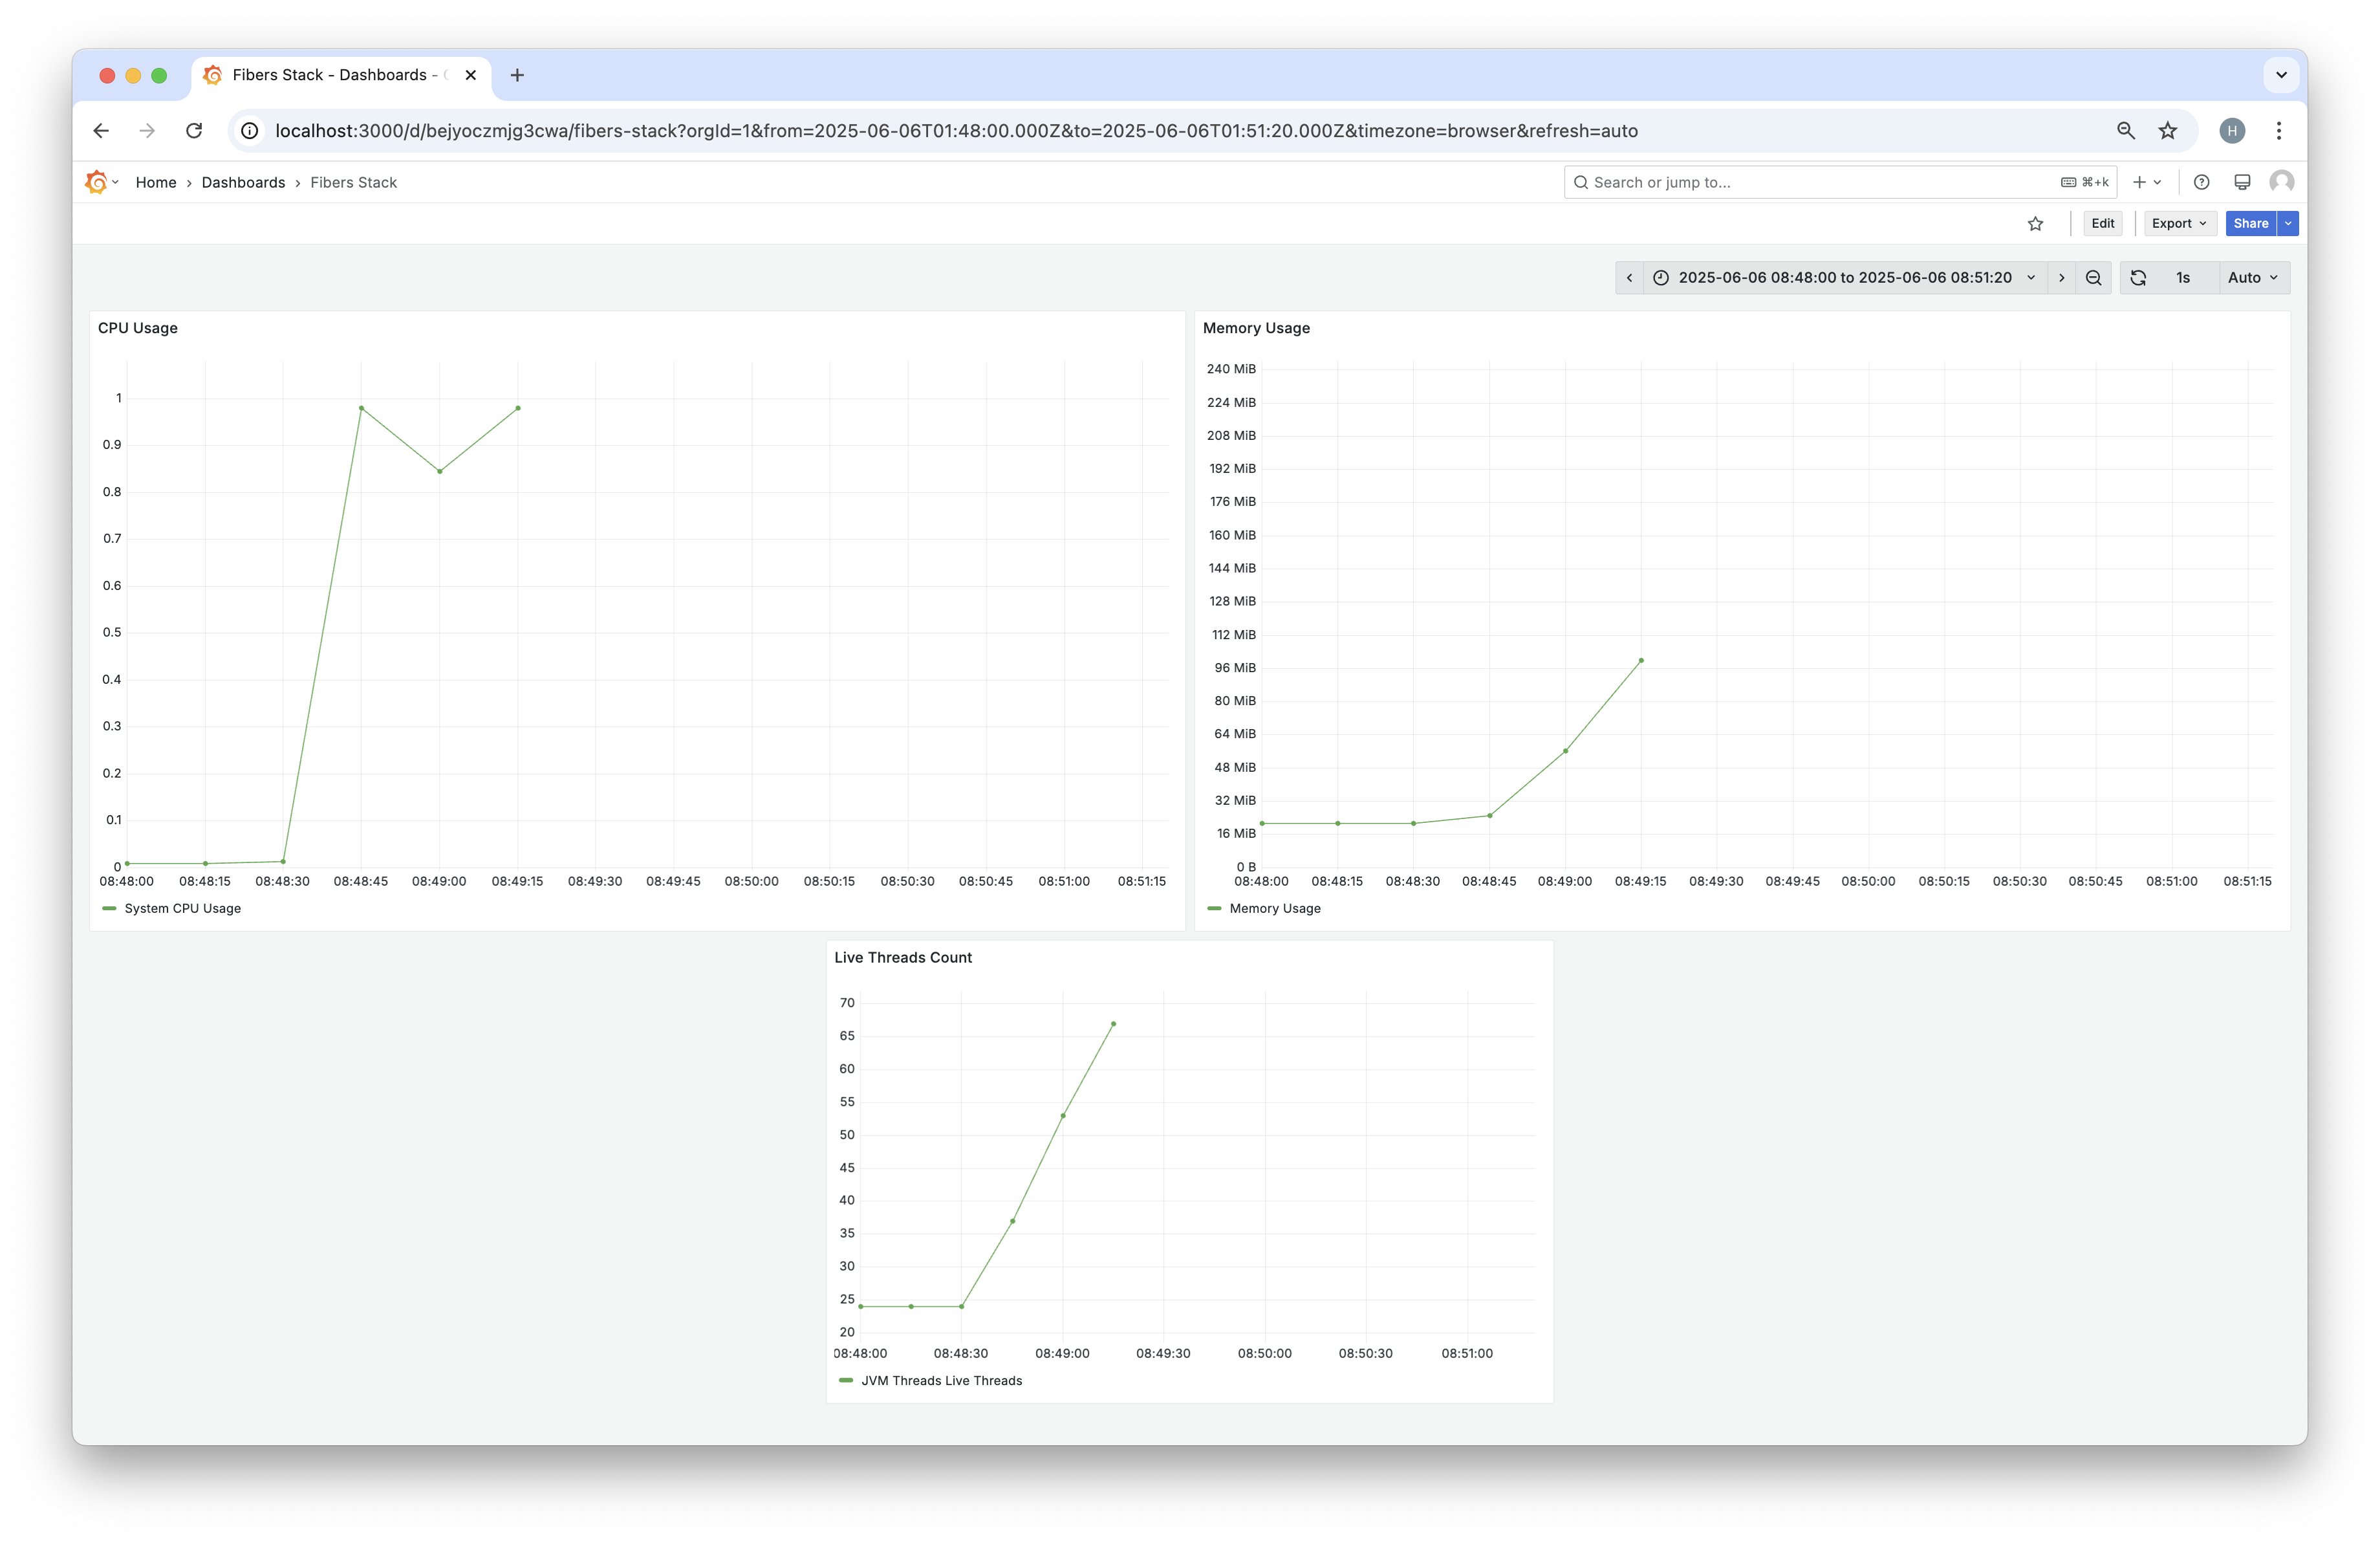 Fibers Stack - Dashboards -
localhost:3000/d/bejyoczmjg3cwa/fibers-stack?orgId=1&from=2025-06-06T01:48:00.000Z&to=2025-06-06T01:51:20.000Z&timezone=browser&refresh=auto
H
Home › Dashboards › Fibers Stack
Search or jump to...
⌘+k
Edit
Export
Share
2025-06-06 08:48:00 to 2025-06-06 08:51:20
1s
Auto
CPU Usage
1
0.9
0.8
0.7
0.6
0.5
0.4
0.3
0.2
0.1
0
08:48:00 08:48:15 08:48:30 08:48:45 08:49:00 08:49:15 08:49:30 08:49:45 08:50:00 08:50:15 08:50:30 08:50:45 08:51:00 08:51:15
System CPU Usage
Memory Usage
240 MiB
224 MiB
208 MiB
192 MiB
176 MiB
160 MiB
144 MiB
128 MiB
112 MiB
96 MiB
80 MiB
64 MiB
48 MiB
32 MiB
16 MiB
0 B
08:48:00 08:48:15 08:48:30 08:48:45 08:49:00 08:49:15 08:49:30 08:49:45 08:50:00 08:50:15 08:50:30 08:50:45 08:51:00 08:51:15
Memory Usage
Live Threads Count
70
65
60
55
50
45
40
35
30
25
20
08:48:00 08:48:30 08:49:00 08:49:30 08:50:00 08:50:30 08:51:00
JVM Threads Live Threads